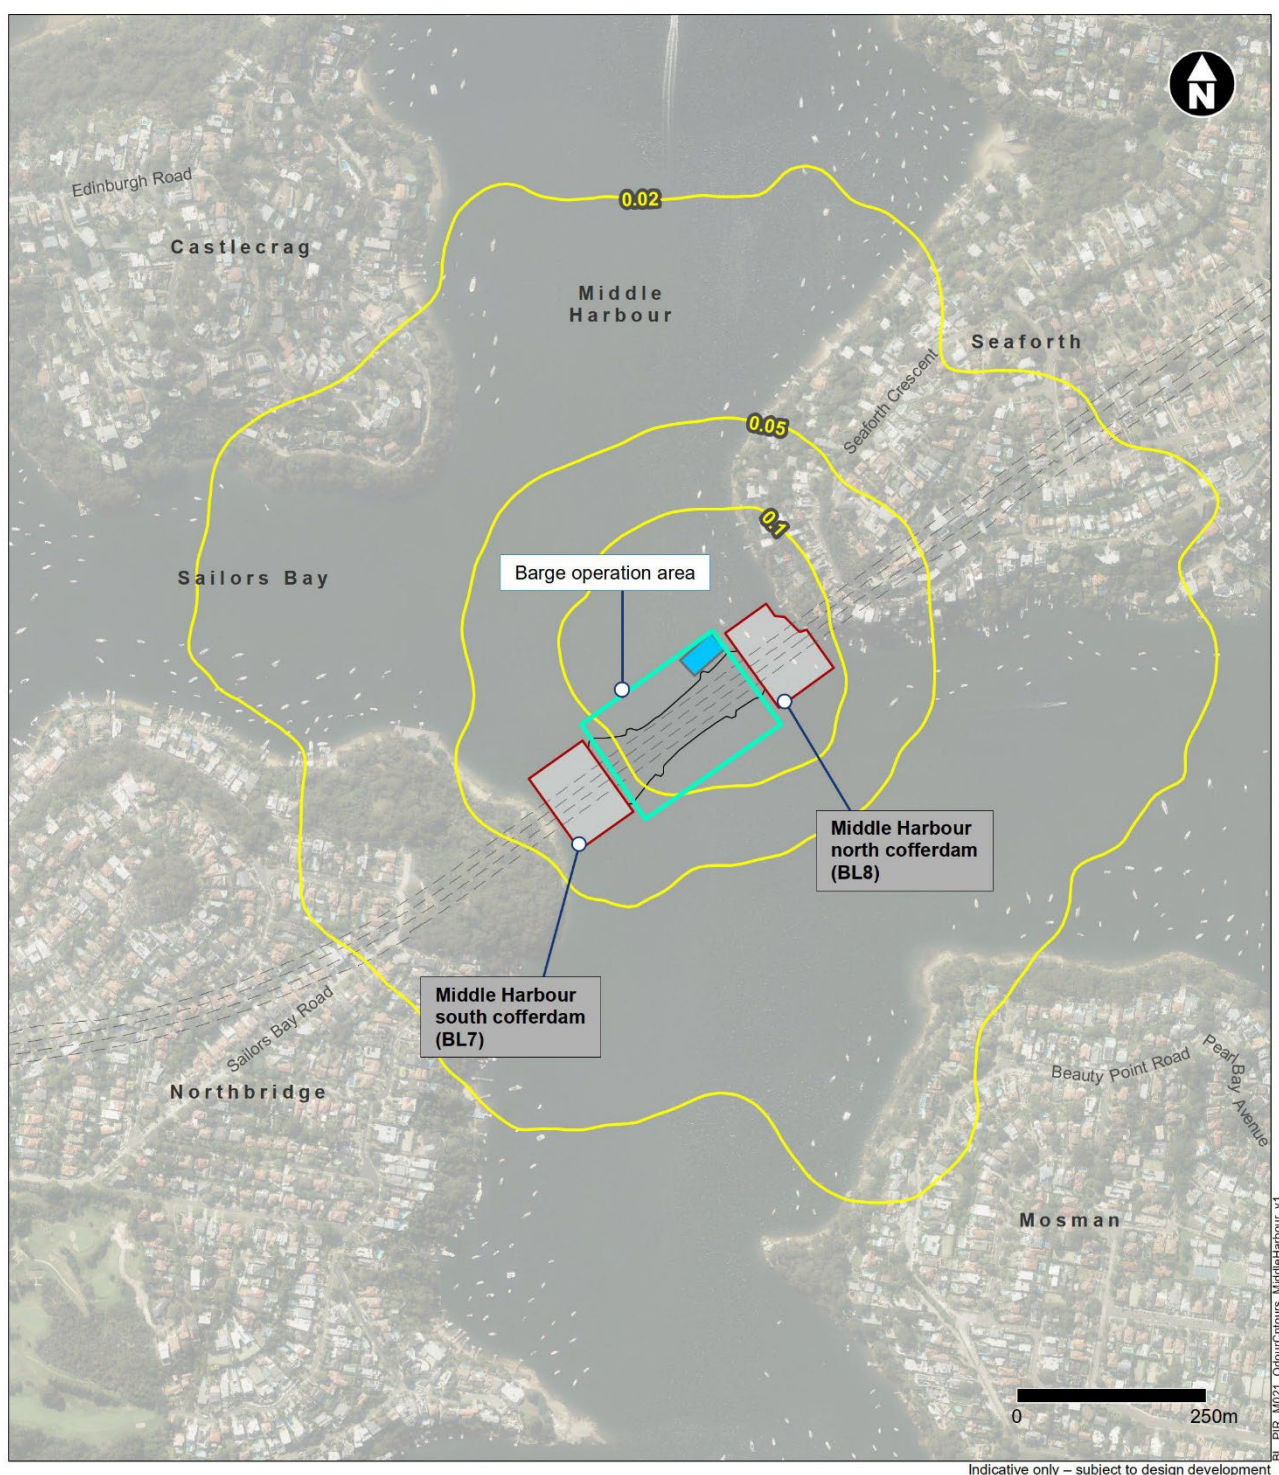 N
Edinburgh Road
0.02
Castlecrag
Middle
Harbour
Seaforth
Seaforth Crescent
0.05
0.1
Barge operation area
Sailors Bay
Middle Harbour
north cofferdam
(BL8)
Middle Harbour
south cofferdam
(BL7)
Sailors Bay Road
Northbridge
Beauty Point Road
Pearl Bay Avenue
Mosman
0
250m
BL_PIR_M021_OdourCntours_MiddleHarbour_v1
Indicative only – subject to design development